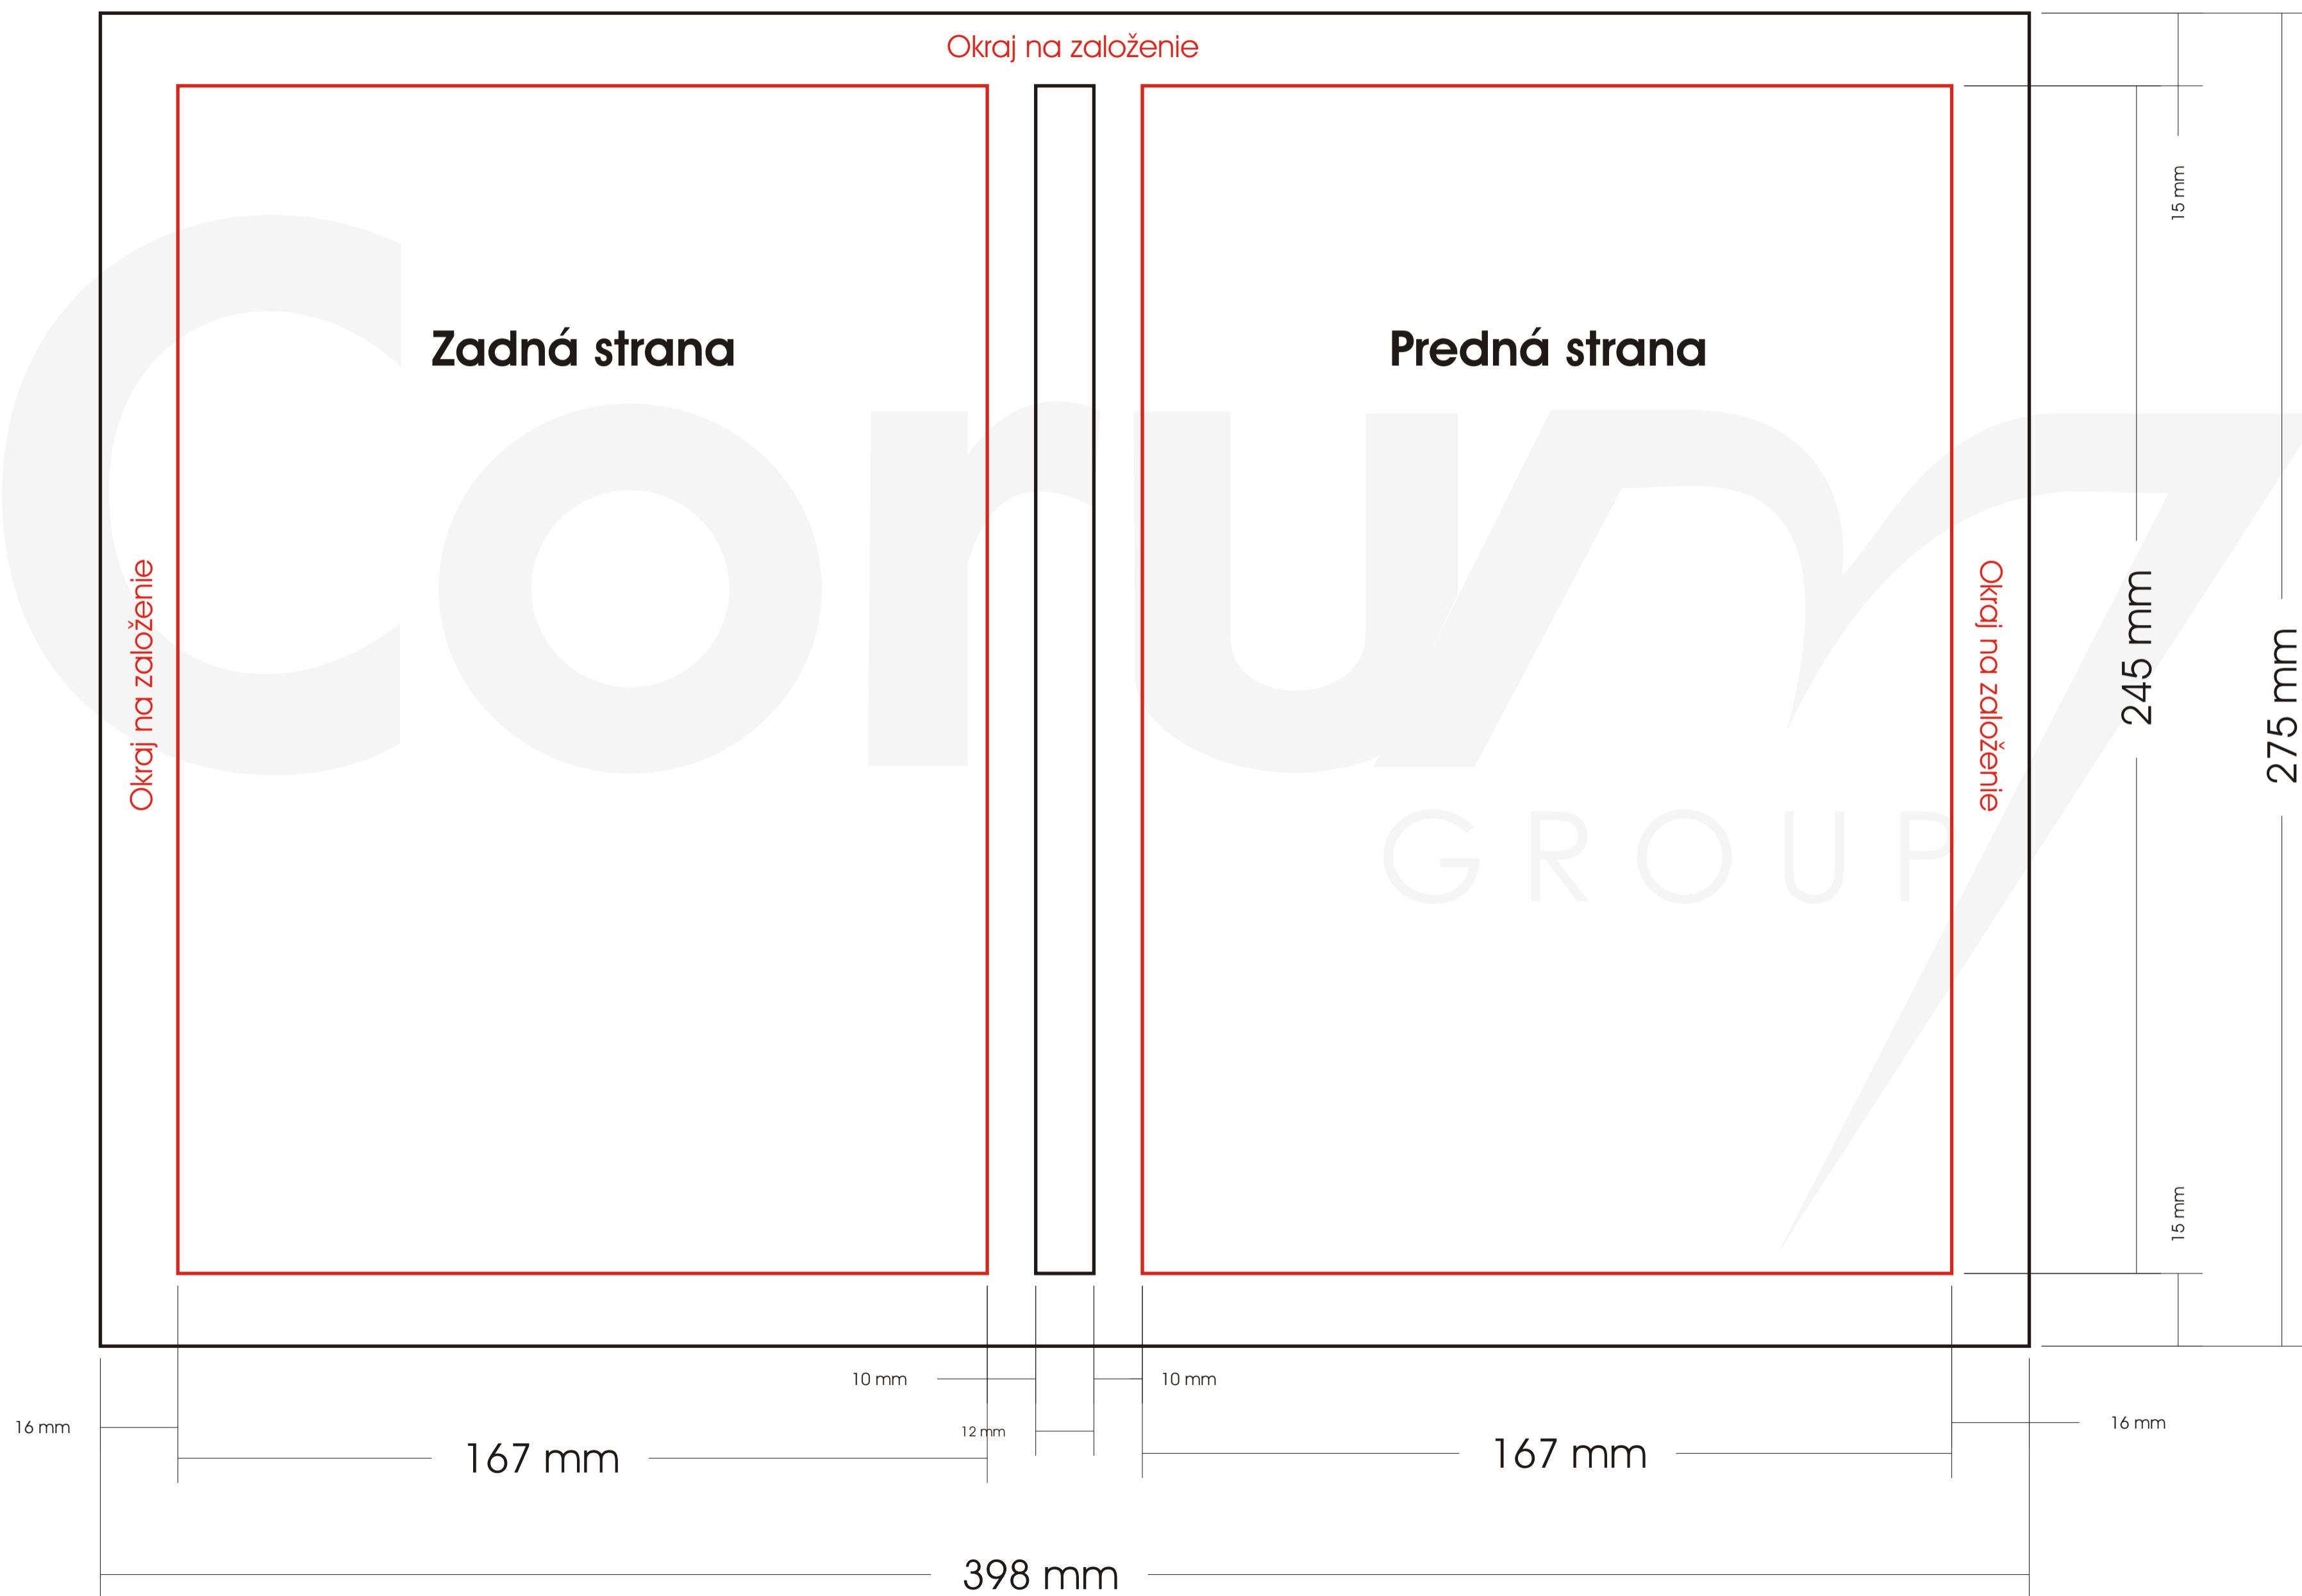 Okraj na založenie
15 mm
Zadná strana
Predná strana
Okraj na založenie
Okraj na založenie
245 mm
275 mm
Corum
GROUP
15 mm
10 mm
10 mm
16 mm
12 mm
16 mm
167 mm
167 mm
398 mm